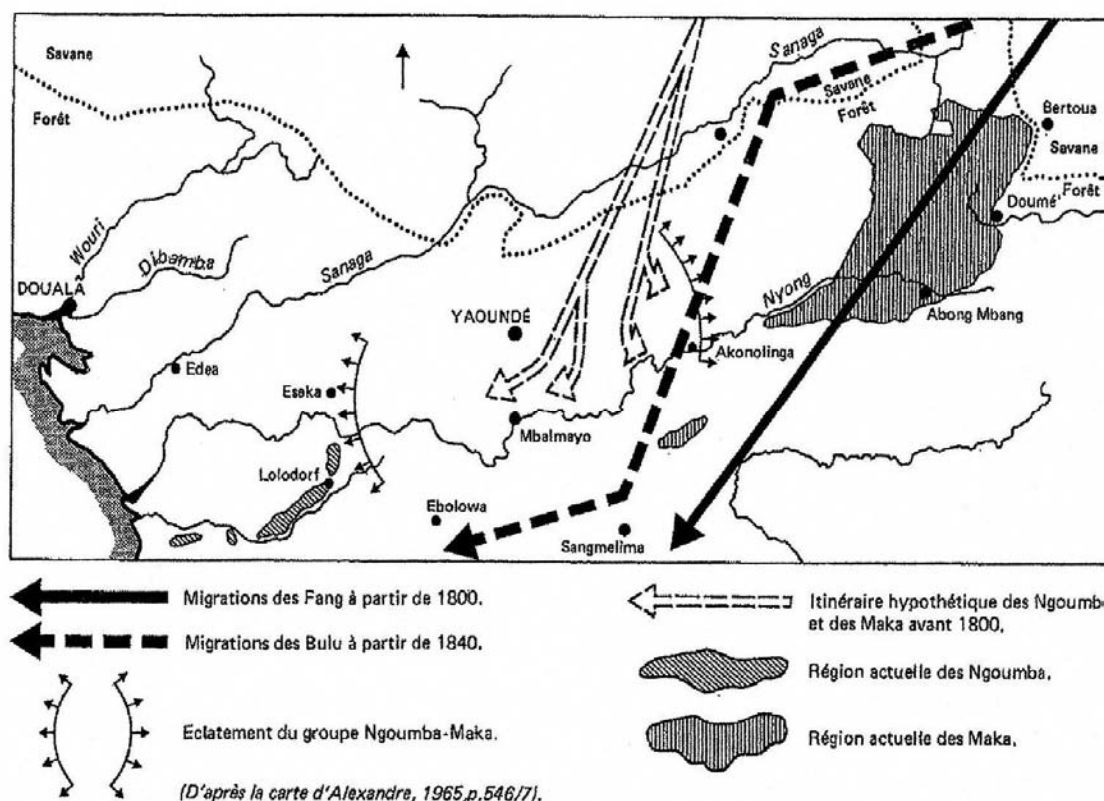 Savane
Forêt
Sanaga
Savane
Forêt
Bertoua
Savane
Forêt
Doumé
Wouri
Dibamba
DOUALA
Sanaga
Nyong
YAOUNDÉ
Abong Mbang
Akonolinga
Edea
Eseka
Mbalmayo
Lolodorf
Ebolowa
Sangmelima
Migrations des Fang à partir de 1800.
Migrations des Bulu à partir de 1840.
Eclatement du groupe Ngoumba-Maka.
(D'après la carte d'Alexandre, 1965,p.546/7).
Itinéraire hypothétique des Ngoumb
et des Maka avant 1800.
Région actuelle des Ngoumba.
Région actuelle des Maka.